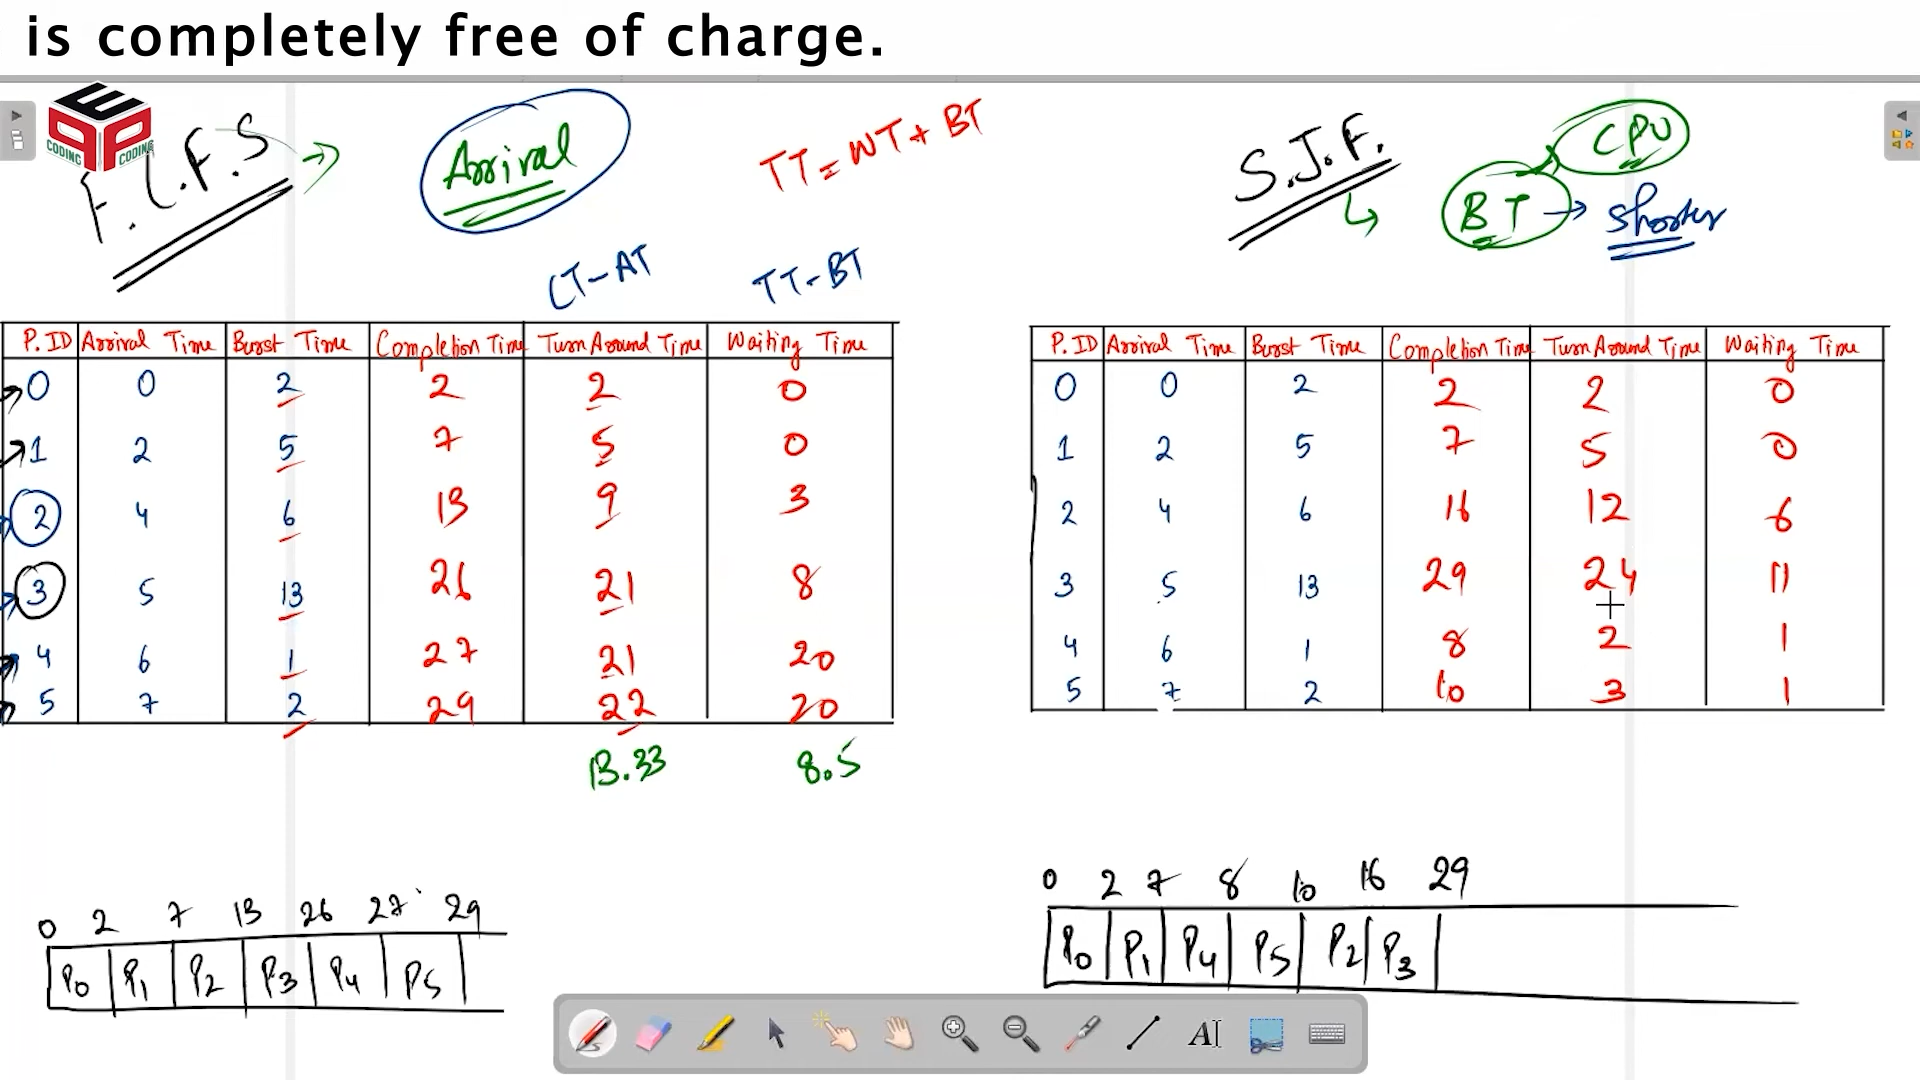 is completely free of charge.
CODING CODING
F.C.F.S →
Arrival
TT = WT + BT
CT-AT
TT-BT
P.ID Arrival Time Burst Time Completion Time Turn Around Time Waiting Time
0 0 2 2 2 0
1 2 5 7 5 0
2 4 6 13 9 3
3 5 13 26 21 8
4 6 1 27 21 20
5 7 2 29 22 20
13.33 8.5
0 2 7 13 26 27 29
P0 P1 P2 P3 P4 P5
S.J.F.
CPU
BT → Shorter
P.ID Arrival Time Burst Time Completion Time Turn Around Time Waiting Time
0 0 2 2 2 0
1 2 5 7 5 0
2 4 6 16 12 6
3 5 13 29 24 11
4 6 1 8 2 1
5 7 2 10 3 1
0 2 7 8 10 16 29
P0 P1 P4 P5 P2 P3